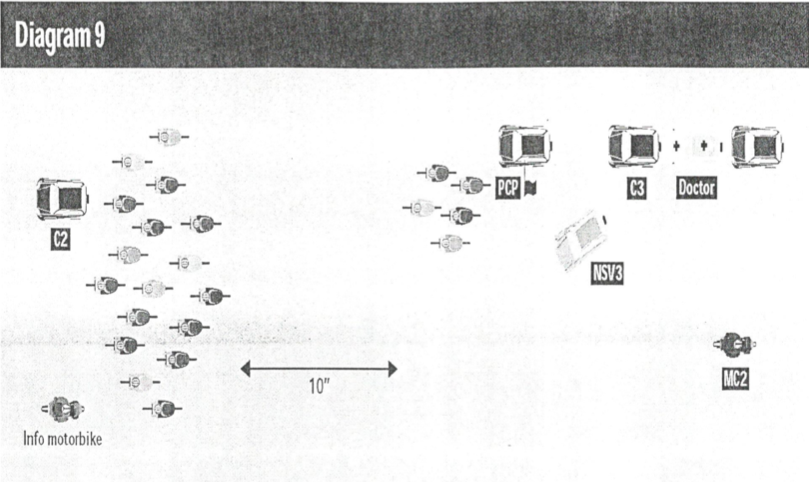 Diagram 9
PCP
C3
Doctor
C2
NSV3
10"
MC2
Info motorbike